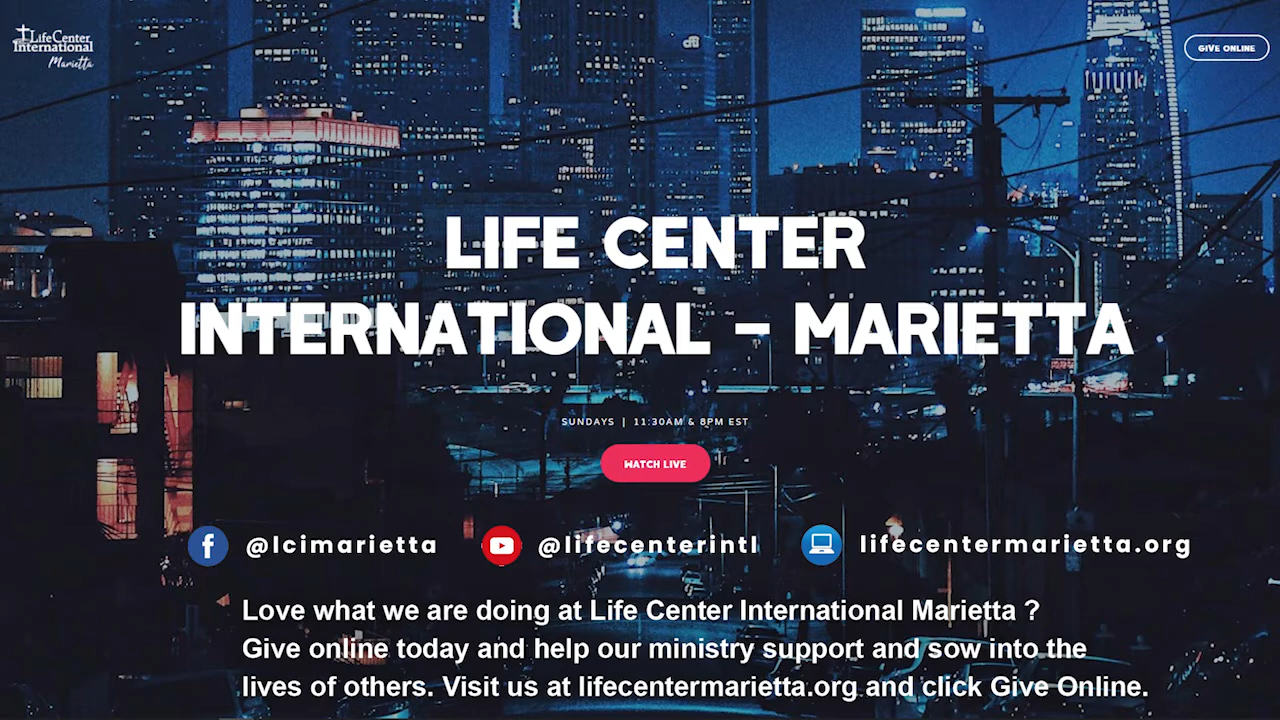 LifeCenter
International
Marietta
GIVE ONLINE
citi
LIFE CENTER
INTERNATIONAL – MARIETTA
SUNDAYS | 11:30AM & 8PM EST
WATCH LIVE
@lcimarietta
@lifecenterintl
lifecentermarietta.org
Love what we are doing at Life Center International Marietta ?
Give online today and help our ministry support and sow into the
lives of others. Visit us at lifecentermarietta.org and click Give Online.